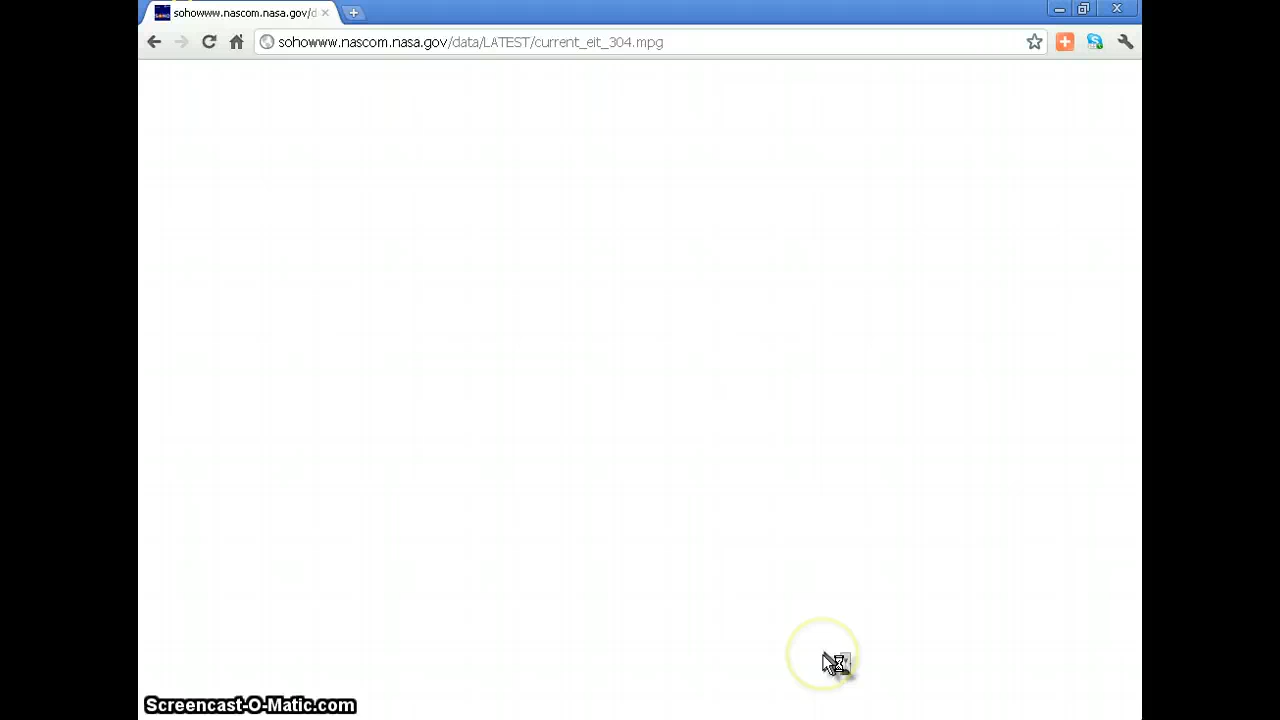 sohowww.nascom.nasa.gov/d
sohowww.nascom.nasa.gov/data/LATEST/current_eit_304.mpg
Screencast-O-Matic.com